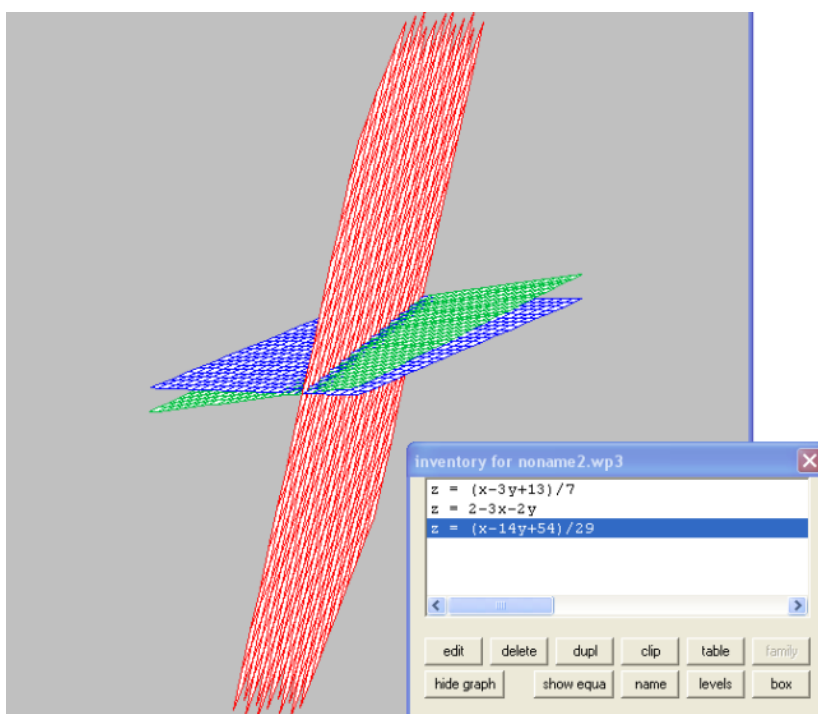 inventory for noname2.wp3
z = (x-3y+13)/7
z = 2-3x-2y
z = (x-14y+54)/29
edit delete dupl clip table family
hide graph show equa name levels box